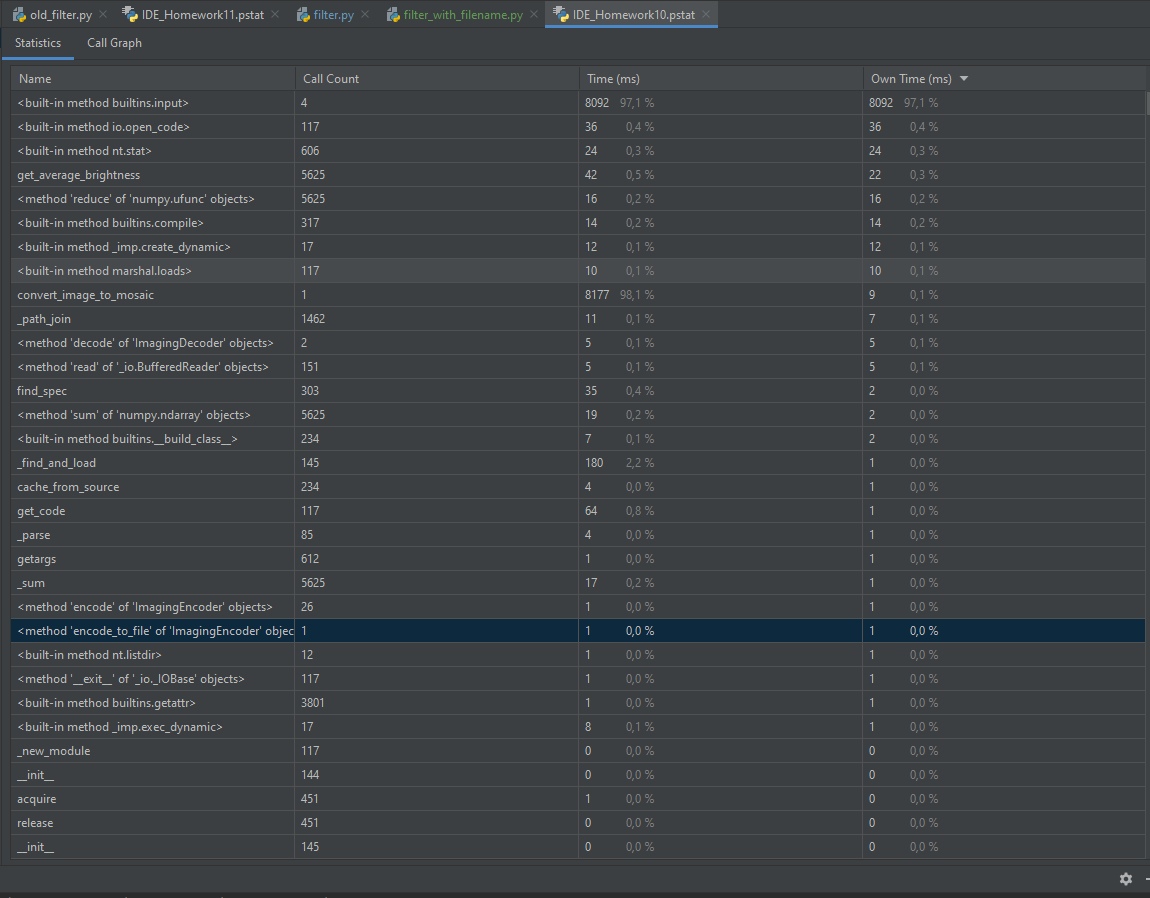 old_filter.py IDE_Homework11.pstat filter.py filter_with_filename.py IDE_Homework10.pstat
Statistics Call Graph
Name Call Count Time (ms) Own Time (ms)
<built-in method builtins.input> 4 8092 97,1 % 8092 97,1 %
<built-in method io.open_code> 117 36 0,4 % 36 0,4 %
<built-in method nt.stat> 606 24 0,3 % 24 0,3 %
get_average_brightness 5625 42 0,5 % 22 0,3 %
<method 'reduce' of 'numpy.ufunc' objects> 5625 16 0,2 % 16 0,2 %
<built-in method builtins.compile> 317 14 0,2 % 14 0,2 %
<built-in method _imp.create_dynamic> 17 12 0,1 % 12 0,1 %
<built-in method marshal.loads> 117 10 0,1 % 10 0,1 %
convert_image_to_mosaic 1 8177 98,1 % 9 0,1 %
_path_join 1462 11 0,1 % 7 0,1 %
<method 'decode' of 'ImagingDecoder' objects> 2 5 0,1 % 5 0,1 %
<method 'read' of '_io.BufferedReader' objects> 151 5 0,1 % 5 0,1 %
find_spec 303 35 0,4 % 2 0,0 %
<method 'sum' of 'numpy.ndarray' objects> 5625 19 0,2 % 2 0,0 %
<built-in method builtins.__build_class__> 234 7 0,1 % 2 0,0 %
_find_and_load 145 180 2,2 % 1 0,0 %
cache_from_source 234 4 0,0 % 1 0,0 %
get_code 117 64 0,8 % 1 0,0 %
_parse 85 4 0,0 % 1 0,0 %
getargs 612 1 0,0 % 1 0,0 %
_sum 5625 17 0,2 % 1 0,0 %
<method 'encode' of 'ImagingEncoder' objects> 26 1 0,0 % 1 0,0 %
<method 'encode_to_file' of 'ImagingEncoder' objec 1 1 0,0 % 1 0,0 %
<built-in method nt.listdir> 12 1 0,0 % 1 0,0 %
<method '__exit__' of '_io._IOBase' objects> 117 1 0,0 % 1 0,0 %
<built-in method builtins.getattr> 3801 1 0,0 % 1 0,0 %
<built-in method _imp.exec_dynamic> 17 8 0,1 % 1 0,0 %
_new_module 117 0 0,0 % 0 0,0 %
__init__ 144 0 0,0 % 0 0,0 %
acquire 451 1 0,0 % 0 0,0 %
release 451 0 0,0 % 0 0,0 %
__init__ 145 0 0,0 % 0 0,0 %